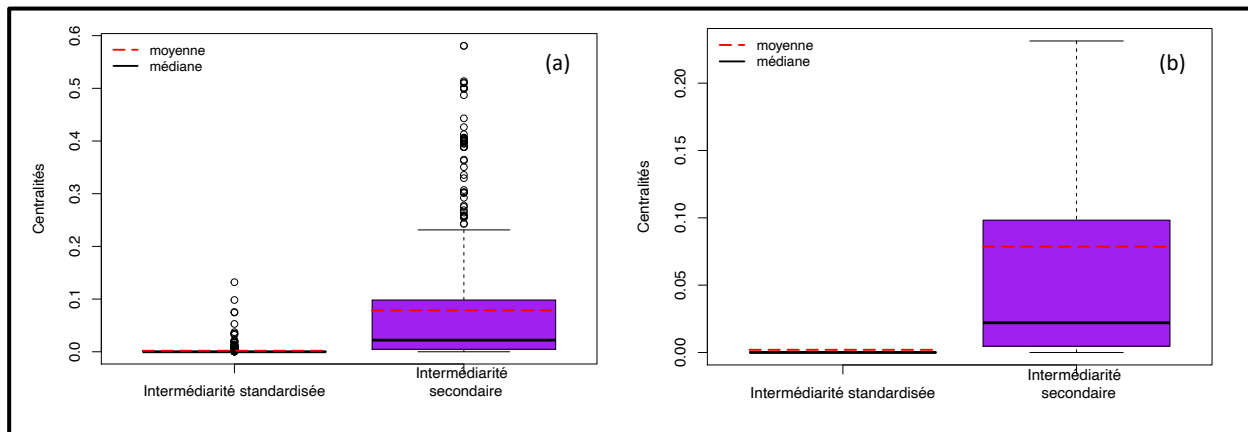 moyenne
médiane
(a)
Centralités
0.6
0.5
0.4
0.3
0.2
0.1
0.0
Intermédiarité standardisée
Intermédiarité
secondaire
moyenne
médiane
(b)
Centralités
0.20
0.15
0.10
0.05
0.00
Intermédiarité standardisée
Intermédiarité
secondaire